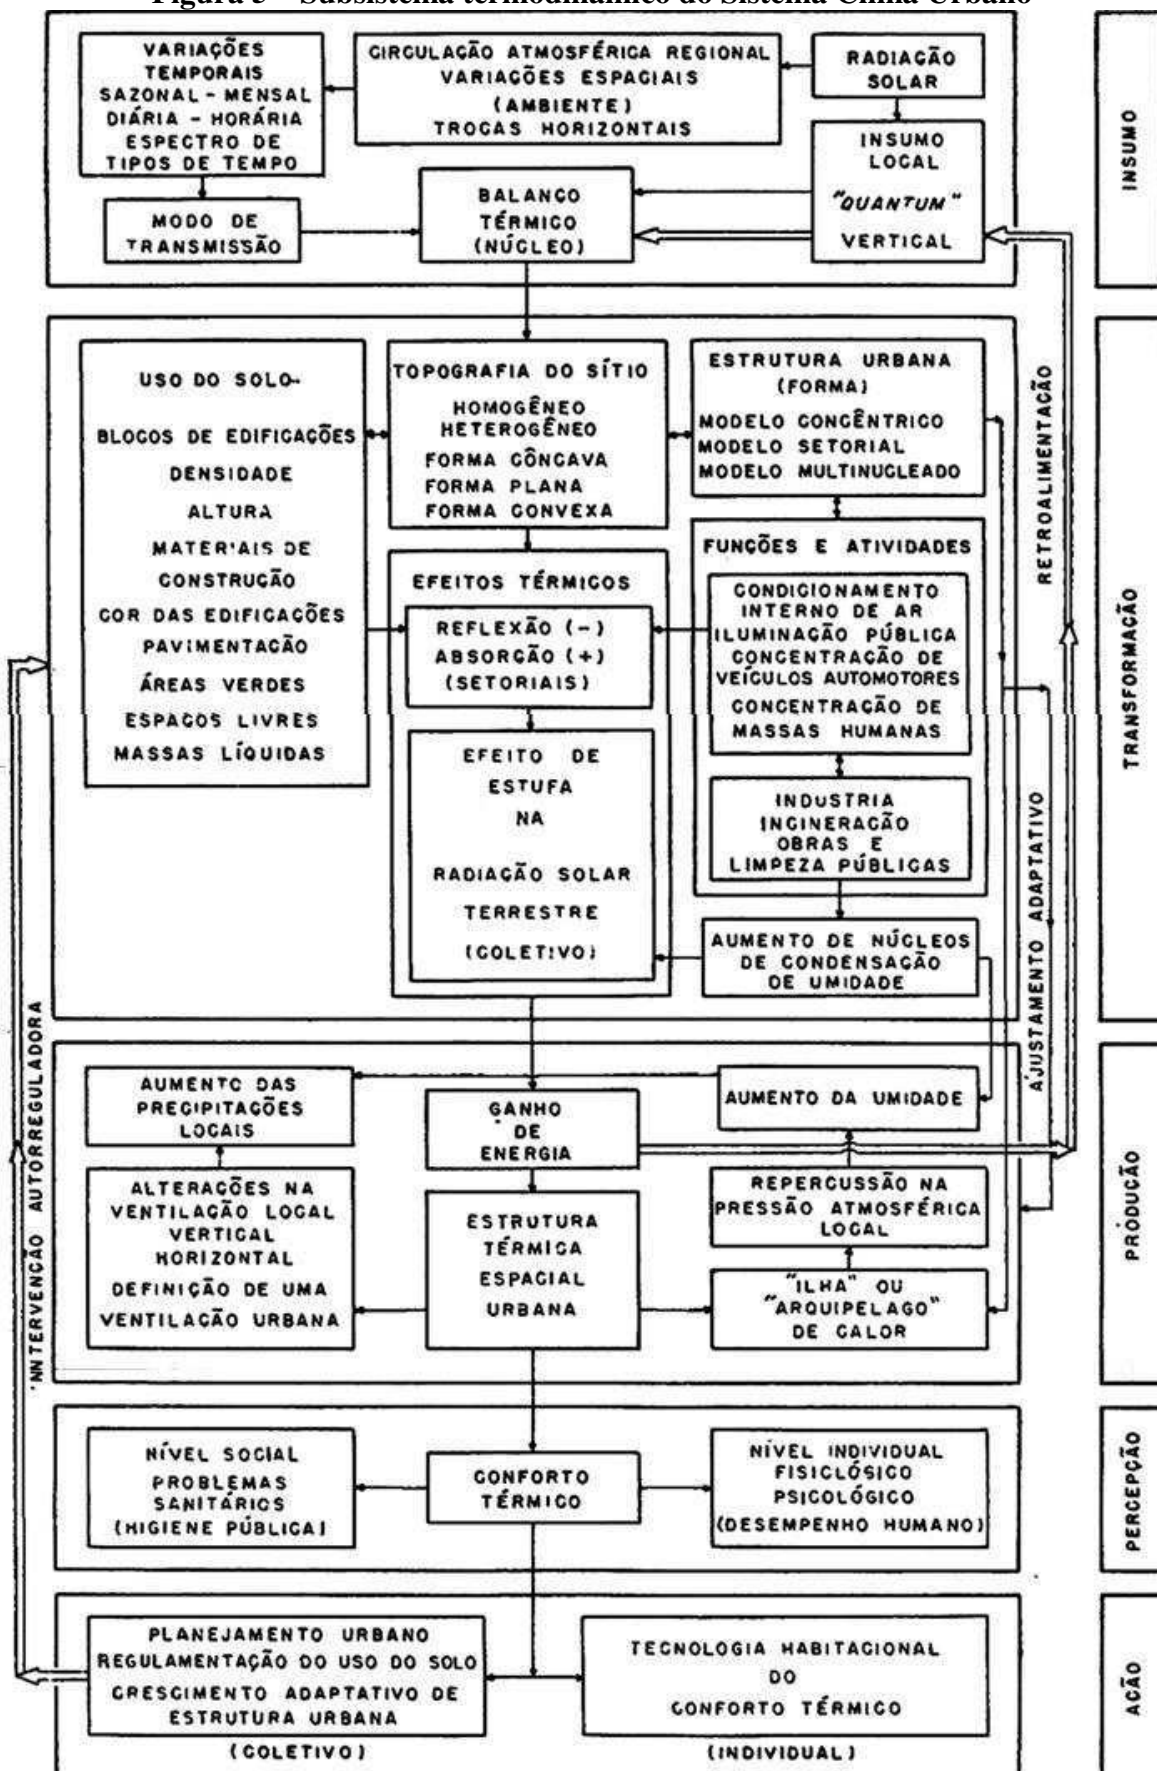 Figura 3 – Subsistema termodinâmico do Sistema Clima Urbano
VARIAÇÕES
TEMPORAIS
SAZONAL - MENSAL
DIÁRIA - HORÁRIA
ESPECTRO DE
TIPOS DE TEMPO
CIRCULAÇÃO ATMOSFÉRICA REGIONAL
VARIAÇÕES ESPACIAIS
(AMBIENTE)
TROCAS HORIZONTAIS
RADIAÇÃO
SOLAR
INSUMO
LOCAL
"QUANTUM"
VERTICAL
MODO DE
TRANSMISSÃO
BALANCO
TÉRMICO
(NÚCLEO)
INSUMO
USO DO SOLO-
BLOCOS DE EDIFICAÇÕES
DENSIDADE
ALTURA
MATERIAIS DE
CONSTRUÇÃO
COR DAS EDIFICAÇÕES
PAVIMENTAÇÃO
ÁREAS VERDES
ESPACOS LIVRES
MASSAS LÍQUIDAS
TOPOGRAFIA DO SÍTIO
HOMOGÊNEO
HETEROGÊNEO
FORMA CÔNCAVA
FORMA PLANA
FORMA CONVEXA
ESTRUTURA URBANA
(FORMA)
MODELO CONCÊNTRICO
MODELO SETORIAL
MODELO MULTINUCLEADO
EFEITOS TÉRMICOS
REFLEXÃO (-)
ABSORÇÃO (+)
(SETORIAIS)
EFEITO DE
ESTUFA
NA
RADIAÇÃO SOLAR
TERRESTRE
(COLETIVO)
FUNÇÕES E ATIVIDADES
CONDICIONAMENTO
INTERNO DE AR
ILUMINAÇÃO PÚBLICA
CONCENTRAÇÃO DE
VEÍCULOS AUTOMOTORES
CONCENTRAÇÃO DE
MASSAS HUMANAS
INDUSTRIA
INCINERAÇÃO
OBRAS E
LIMPEZA PÚBLICAS
AUMENTO DE NÚCLEOS
DE CONDENSAÇÃO
DE UMIDADE
RETROALIMENTAÇÃO
AJUSTAMENTO ADAPTATIVO
TRANSFORMAÇÃO
AUMENTO DAS
PRECIPITAÇÕES
LOCAIS
GANHO
DE
ENERGIA
AUMENTO DA UMIDADE
ALTERAÇÕES NA
VENTILAÇÃO LOCAL
VERTICAL
HORIZONTAL
DEFINIÇÃO DE UMA
VENTILAÇÃO URBANA
ESTRUTURA
TÉRMICA
ESPACIAL
URBANA
REPERCUSSÃO NA
PRESSÃO ATMOSFÉRICA
LOCAL
"ILHA" OU
"ARQUIPELAGO"
DE CALOR
PRODUÇÃO
'NNTERVENCÃO AUTORREGULADORA
NÍVEL SOCIAL
PROBLEMAS
SANITÁRIOS
(HIGIENE PÚBLICA)
CONFORTO
TÉRMICO
NÍVEL INDIVIDUAL
FISICLÓGICO
PSICOLÓGICO
(DESEMPENHO HUMANO)
PERCEPÇÃO
PLANEJAMENTO URBANO
REGULAMENTAÇÃO DO USO DO SOLO
CRESCIMENTO ADAPTATIVO DE
ESTRUTURA URBANA
(COLETIVO)
TECNOLOGIA HABITACIONAL
DO
CONFORTO TÉRMICO
(INDIVIDUAL)
AÇÃO